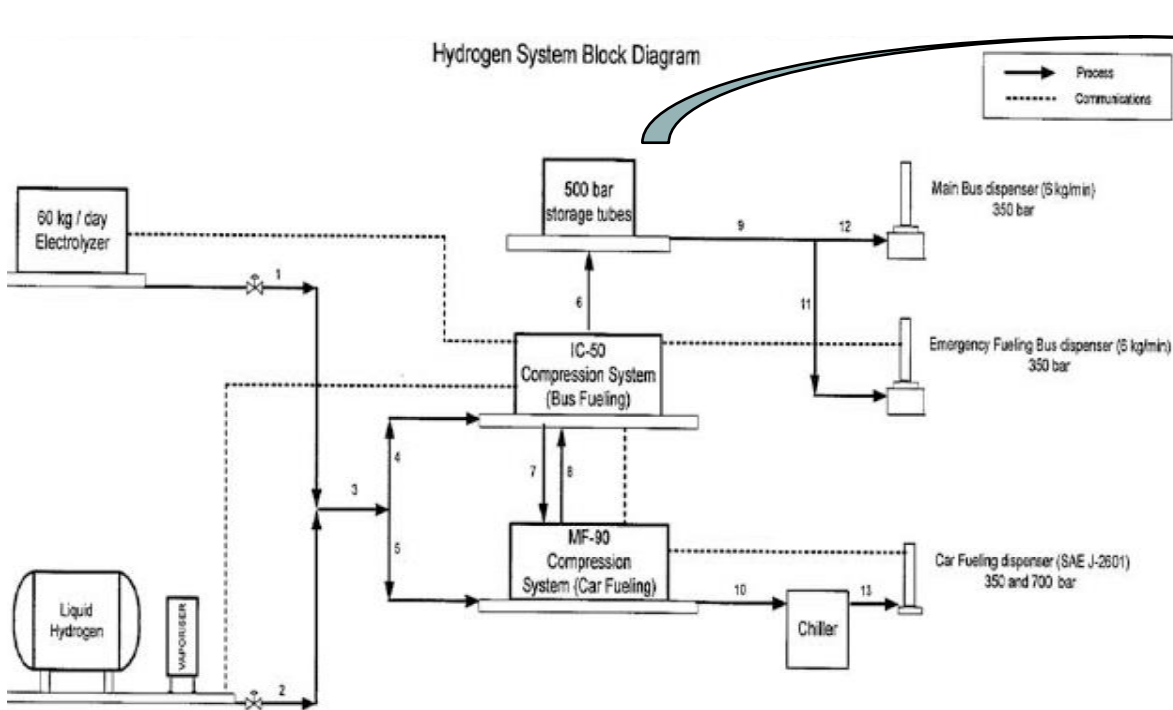 Hydrogen System Block Diagram
Process
Communications
500 bar
storage tubes
Main Bus dispenser (6 kg/min)
350 bar
60 kg / day
Electrolyzer
9
12
1
6
11
IC-50
Compression System
(Bus Fueling)
Emergency Fueling Bus dispenser (6 kg/min)
350 bar
4
7
8
3
5
MF-90
Compression
System (Car Fueling)
Car Fueling dispenser (SAE J-2601)
350 and 700 bar
10
13
Chiller
Liquid
Hydrogen
VAPORISER
2